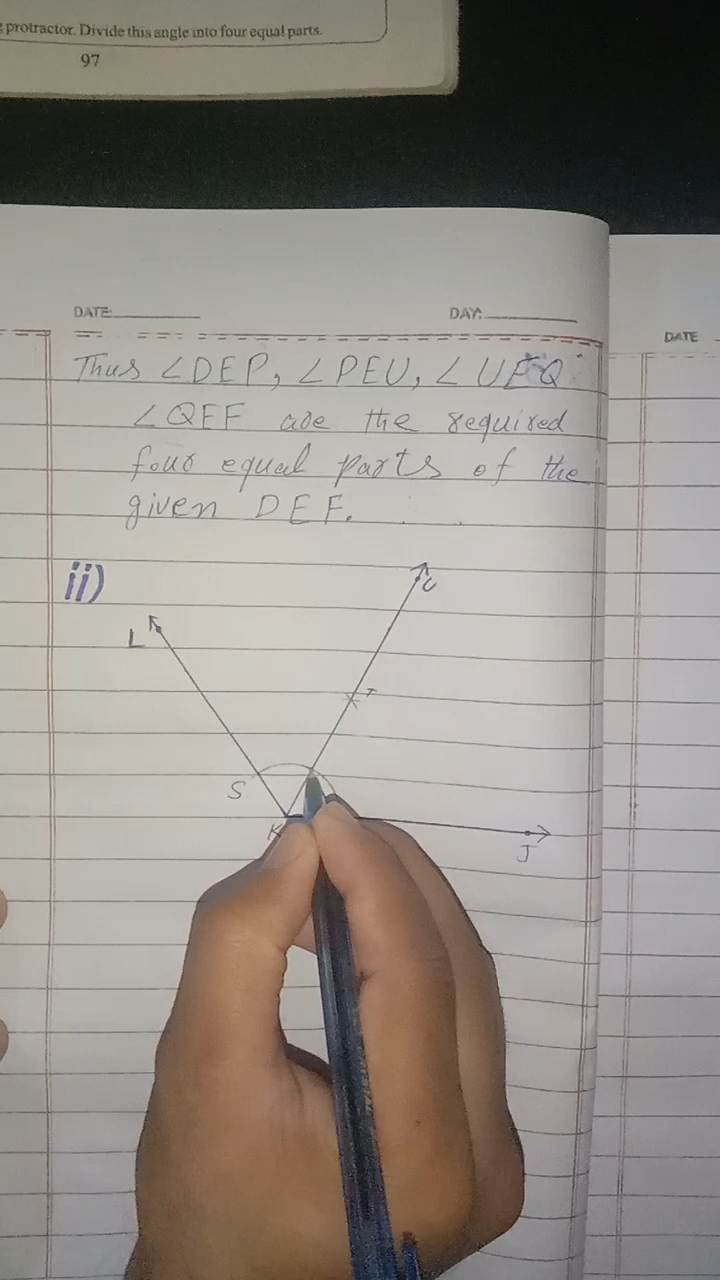 protractor. Divide this angle into four equal parts.
97
DATE: DAY:
DATE
Thus ∠DEP, ∠PEU, ∠UEQ
∠QEF are the required
four equal parts of the
given DEF.
ii)
U
L
T
S
K
J